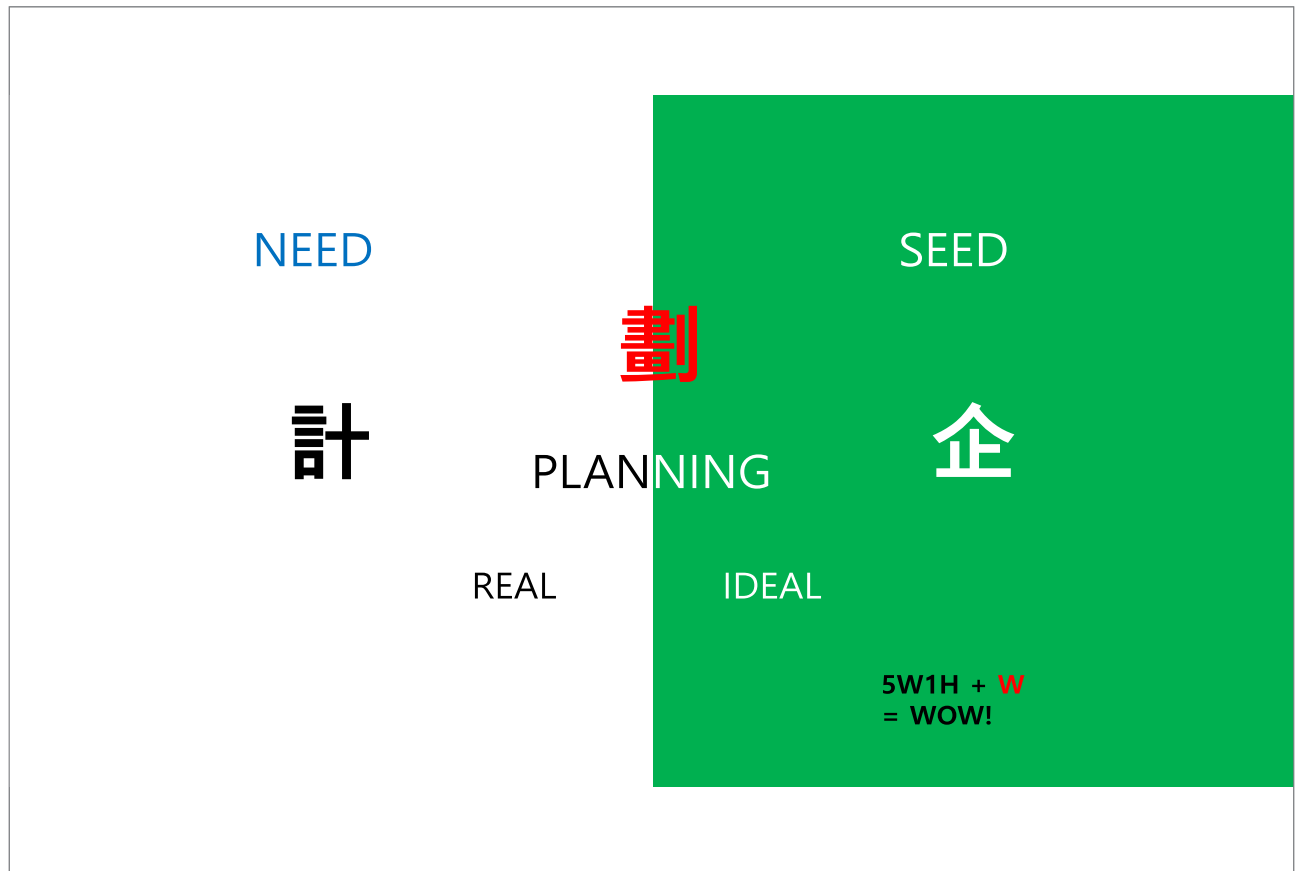 NEED
SEED
劃
計
企
PLANNING
REAL
IDEAL
5W1H + W
= WOW!